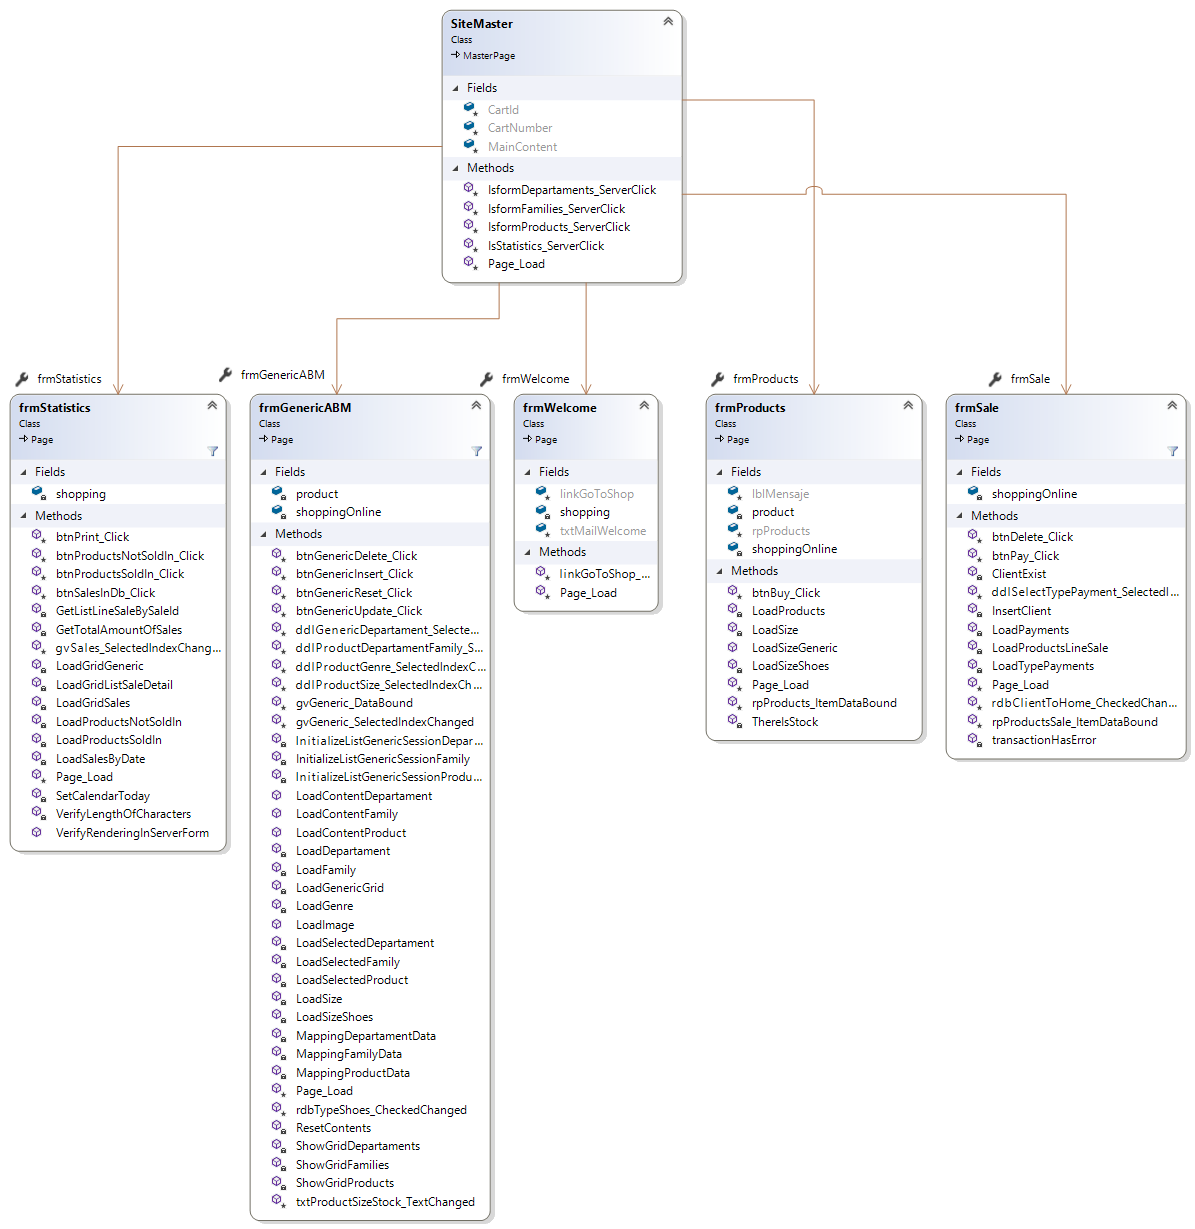 SiteMaster
Class
MasterPage
Fields
CartId
CartNumber
MainContent
Methods
lsformDepartaments_ServerClick
lsformFamilies_ServerClick
lsformProducts_ServerClick
lsStatistics_ServerClick
Page_Load
frmStatistics
frmStatistics
Class
Page
Fields
shopping
Methods
btnPrint_Click
btnProductsNotSoldIn_Click
btnProductsSoldIn_Click
btnSalesInDb_Click
GetListLineSaleBySaleId
GetTotalAmountOfSales
gvSales_SelectedIndexChang...
LoadGridGeneric
LoadGridListSaleDetail
LoadGridSales
LoadProductsNotSoldIn
LoadProductsSoldIn
LoadSalesByDate
Page_Load
SetCalendarToday
VerifyLengthOfCharacters
VerifyRenderingInServerForm
frmGenericABM
frmGenericABM
Class
Page
Fields
product
shoppingOnline
Methods
btnGenericDelete_Click
btnGenericInsert_Click
btnGenericReset_Click
btnGenericUpdate_Click
ddlGenericDepartament_Selecte...
ddlProductDepartamentFamily_S...
ddlProductGenre_SelectedIndexC...
ddlProductSize_SelectedIndexCh...
gvGeneric_DataBound
gvGeneric_SelectedIndexChanged
InitializeListGenericSessionDepar...
InitializeListGenericSessionFamily
InitializeListGenericSessionProdu...
LoadContentDepartament
LoadContentFamily
LoadContentProduct
LoadDepartament
LoadFamily
LoadGenericGrid
LoadGenre
LoadImage
LoadSelectedDepartament
LoadSelectedFamily
LoadSelectedProduct
LoadSize
LoadSizeShoes
MappingDepartamentData
MappingFamilyData
MappingProductData
Page_Load
rdbTypeShoes_CheckedChanged
ResetContents
ShowGridDepartaments
ShowGridFamilies
ShowGridProducts
txtProductSizeStock_TextChanged
frmWelcome
frmWelcome
Class
Page
Fields
linkGoToShop
shopping
txtMailWelcome
Methods
linkGoToShop_...
Page_Load
frmProducts
frmProducts
Class
Page
Fields
lblMensaje
product
rpProducts
shoppingOnline
Methods
btnBuy_Click
LoadProducts
LoadSize
LoadSizeGeneric
LoadSizeShoes
Page_Load
rpProducts_ItemDataBound
ThereIsStock
frmSale
frmSale
Class
Page
Fields
shoppingOnline
Methods
btnDelete_Click
btnPay_Click
ClientExist
ddlSelectTypePayment_SelectedI...
InsertClient
LoadPayments
LoadProductsLineSale
LoadTypePayments
Page_Load
rdbClientToHome_CheckedChan...
rpProductsSale_ItemDataBound
transactionHasError